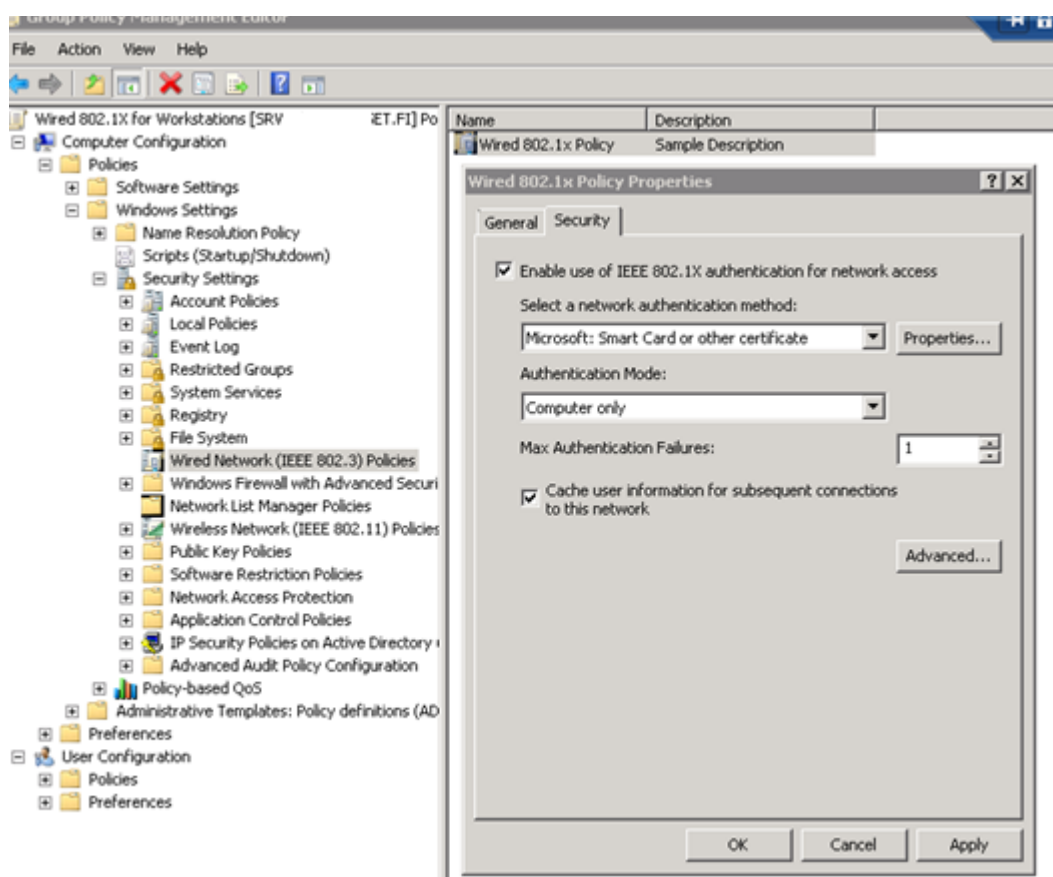 Group Policy Management Editor
File Action View Help
Wired 802.1X for Workstations [SRV ET.FI] Po
Computer Configuration
Policies
Software Settings
Windows Settings
Name Resolution Policy
Scripts (Startup/Shutdown)
Security Settings
Account Policies
Local Policies
Event Log
Restricted Groups
System Services
Registry
File System
Wired Network (IEEE 802.3) Policies
Windows Firewall with Advanced Securi
Network List Manager Policies
Wireless Network (IEEE 802.11) Policies
Public Key Policies
Software Restriction Policies
Network Access Protection
Application Control Policies
IP Security Policies on Active Directory
Advanced Audit Policy Configuration
Policy-based QoS
Administrative Templates: Policy definitions (AD
Preferences
User Configuration
Policies
Preferences
Name Description
Wired 802.1x Policy Sample Description
Wired 802.1x Policy Properties
General Security
Enable use of IEEE 802.1X authentication for network access
Select a network authentication method:
Microsoft: Smart Card or other certificate Properties...
Authentication Mode:
Computer only
Max Authentication Failures: 1
Cache user information for subsequent connections
to this network
Advanced...
OK Cancel Apply